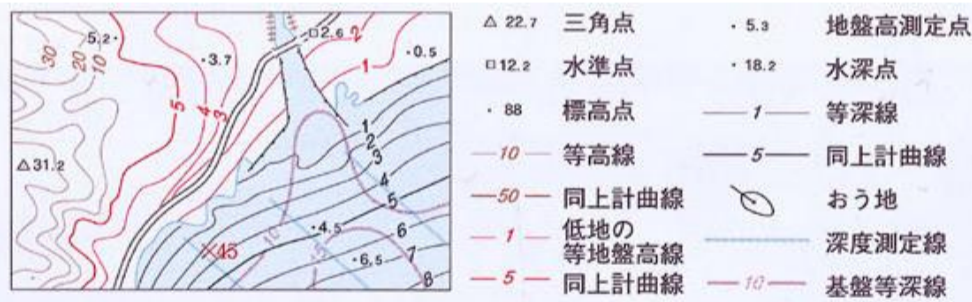 30
20
10
5.2
3.7
2.6
2
0.5
1
5
4
3
31.2
1
2
3
4
5
6
7
8
45
10
15
4.5
6.5
22.7 三角点
12.2 水準点
88 標高点
10 等高線
50 同上計曲線
1 低地の
等地盤高線
5 同上計曲線
5.3 地盤高測定点
18.2 水深点
1 等深線
5 同上計曲線
おう地
深度測定線
10 基盤等深線